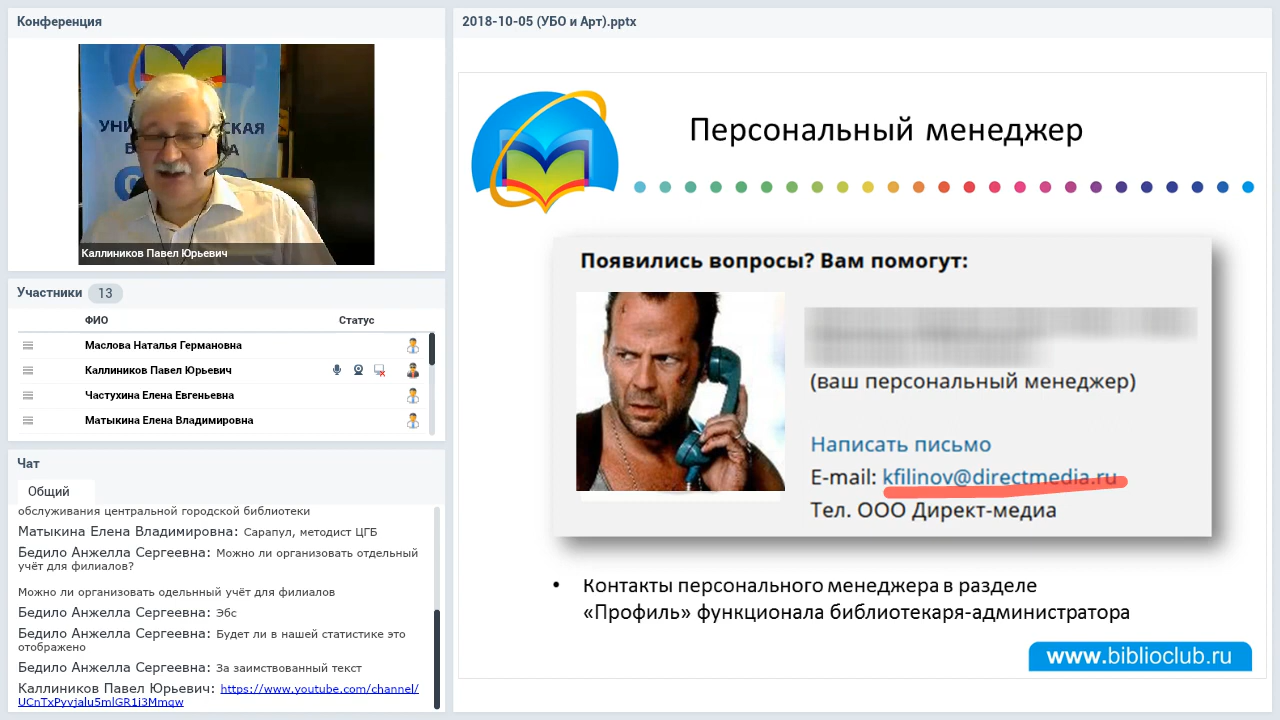 Конференция
УНИ
СКАЯ
Каллиников Павел Юрьевич
Участники 13
ФИО Статус
Маслова Наталья Германовна
Каллиников Павел Юрьевич
Частухина Елена Евгеньевна
Матыкина Елена Владимировна
Чат
Общий
обслуживания центральной городской библиотеки
Матыкина Елена Владимировна: Сарапул, методист ЦГБ
Бедило Анжелла Сергеевна: Можно ли организовать отдельный
учёт для филиалов?
Можно ли организовать одельнный учёт для филиалов
Бедило Анжелла Сергеевна: Эбс
Бедило Анжелла Сергеевна: Будет ли в нашей статистике это
отображено
Бедило Анжелла Сергеевна: За заимствованный текст
Каллиников Павел Юрьевич: https://www.youtube.com/channel/
UCnTxPyvjalu5mlGR1i3Mmqw
2018-10-05 (УБО и Арт).pptx
Персональный менеджер
Появились вопросы? Вам помогут:
(ваш персональный менеджер)
Написать письмо
E-mail: kfilinov@directmedia.ru
Тел. ООО Директ-медиа
• Контакты персонального менеджера в разделе
«Профиль» функционала библиотекаря-администратора
www.biblioclub.ru